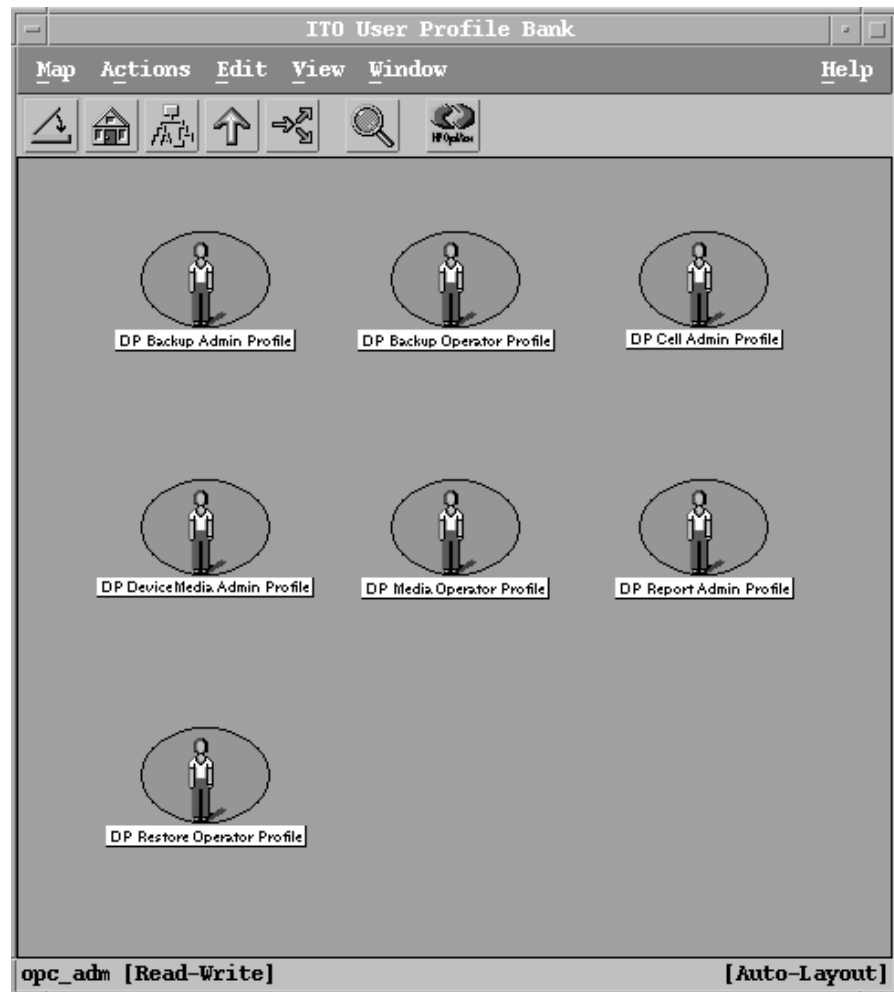 ITO User Profile Bank
Map Actions Edit View Window Help
HP OpenView
DP Backup Admin Profile DP Backup Operator Profile DP Cell Admin Profile
DP DeviceMedia Admin Profile DP Media Operator Profile DP Report Admin Profile
DP Restore Operator Profile
opc_adm [Read-Write] [Auto-Layout]